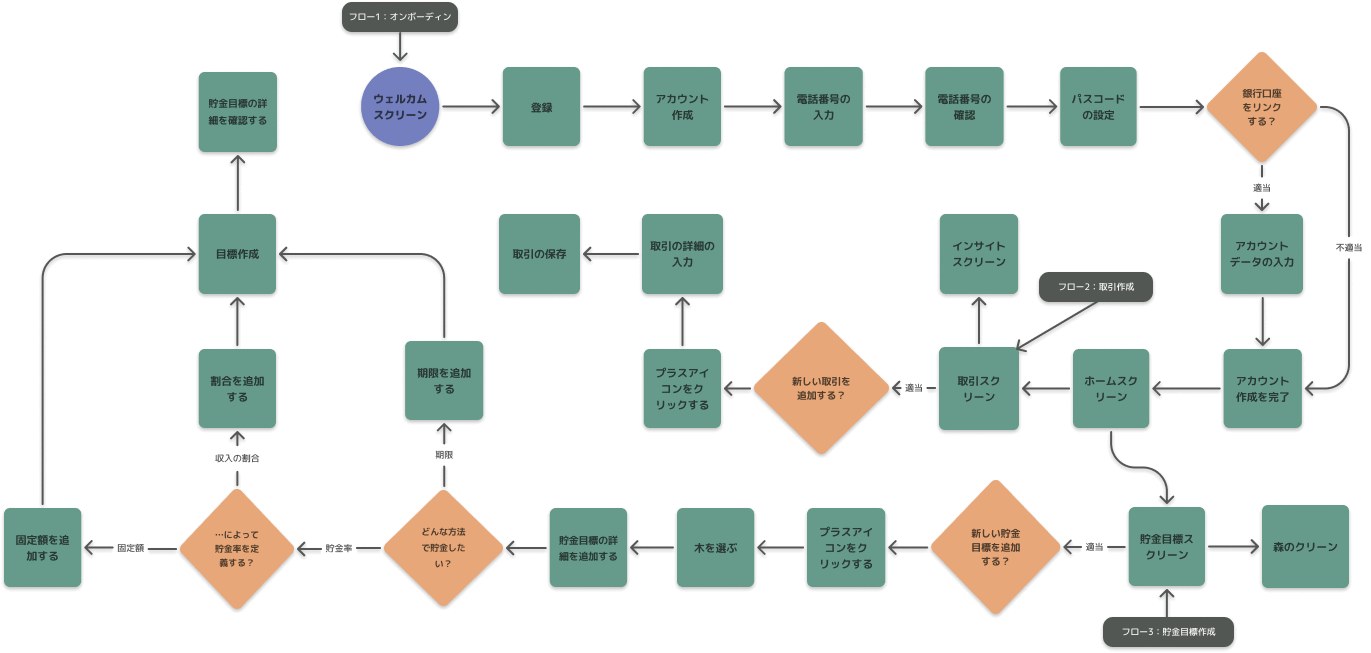 フロー1：オンボーディン
ウェルカム
スクリーン
登録
アカウント
作成
電話番号の
入力
電話番号の
確認
パスコード
の設定
銀行口座
をリンク
する？
貯金目標の詳
細を確認する
適当
不適当
目標作成
取引の保存
取引の詳細の
入力
インサイト
スクリーン
アカウント
データの入力
フロー2：取引作成
割合を追加
する
期限を追加
する
プラスアイ
コンをク
リックする
新しい取引を
追加する？
適当
取引スク
リーン
ホームスク
リーン
アカウント
作成を完了
収入の割合
期限
固定額を追
加する
固定額
…によって
貯金率を定
義する？
貯金率
どんな方法
で貯金した
い？
貯金目標の詳
細を追加する
木を選ぶ
プラスアイ
コンをク
リックする
新しい貯金
目標を追加
する？
適当
貯金目標ス
クリーン
森のクリーン
フロー3：貯金目標作成